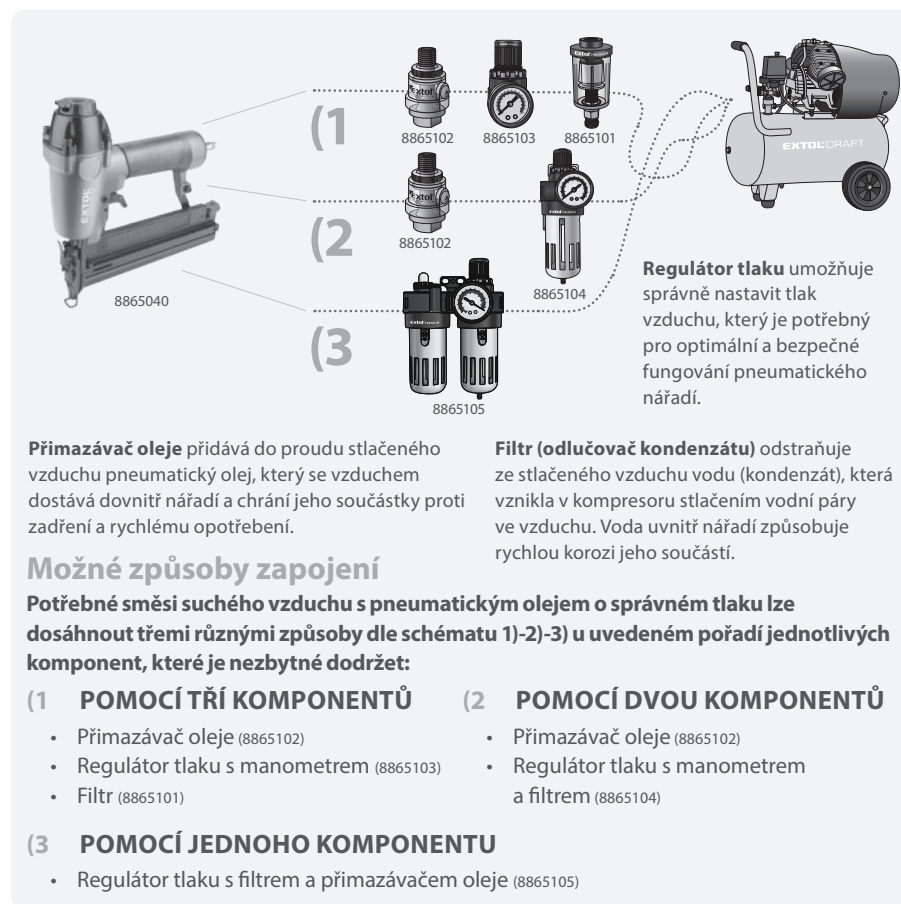 (1
8865102
8865103
8865101
EXTOL CRAFT
(2
8865102
8865104
8865040
EXTOL
(3
8865105
Regulátor tlaku umožňuje
správně nastavit tlak
vzduchu, který je potřebný
pro optimální a bezpečné
fungování pneumatického
nářadí.
Přimazávač oleje přidává do proudu stlačeného
vzduchu pneumatický olej, který se vzduchem
dostává dovnitř nářadí a chrání jeho součástky proti
zadření a rychlému opotřebení.
Filtr (odlučovač kondenzátu) odstraňuje
ze stlačeného vzduchu vodu (kondenzát), která
vznikla v kompresoru stlačením vodní páry
ve vzduchu. Voda uvnitř nářadí způsobuje
rychlou korozi jeho součástí.
Možné způsoby zapojení
Potřebné směsi suchého vzduchu s pneumatickým olejem o správném tlaku lze
dosáhnout třemi různými způsoby dle schématu 1)-2)-3) u uvedeném pořadí jednotlivých
komponent, které je nezbytné dodržet:
(1 POMOCÍ TŘÍ KOMPONENTŮ
• Přimazávač oleje (8865102)
• Regulátor tlaku s manometrem (8865103)
• Filtr (8865101)
(2 POMOCÍ DVOU KOMPONENTŮ
• Přimazávač oleje (8865102)
• Regulátor tlaku s manometrem
a filtrem (8865104)
(3 POMOCÍ JEDNOHO KOMPONENTU
• Regulátor tlaku s filtrem a přimazávačem oleje (8865105)